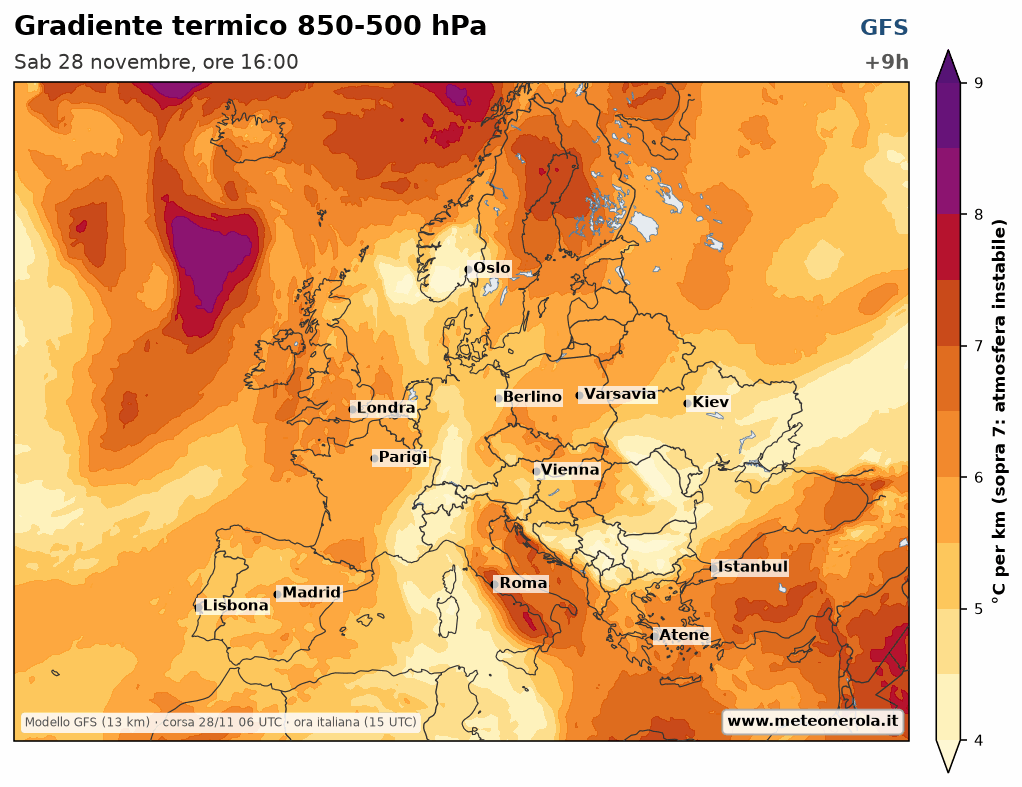 Gradiente termico 850-500 hPa
GFS
Sab 28 novembre, ore 16:00
+9h
Oslo
Londra
Berlino
Varsavia
Kiev
Parigi
Vienna
Roma
Istanbul
Madrid
Lisbona
Atene
Modello GFS (13 km) · corsa 28/11 06 UTC · ora italiana (15 UTC)
www.meteonerola.it
9
8
7
6
5
4
°C per km (sopra 7: atmosfera instabile)